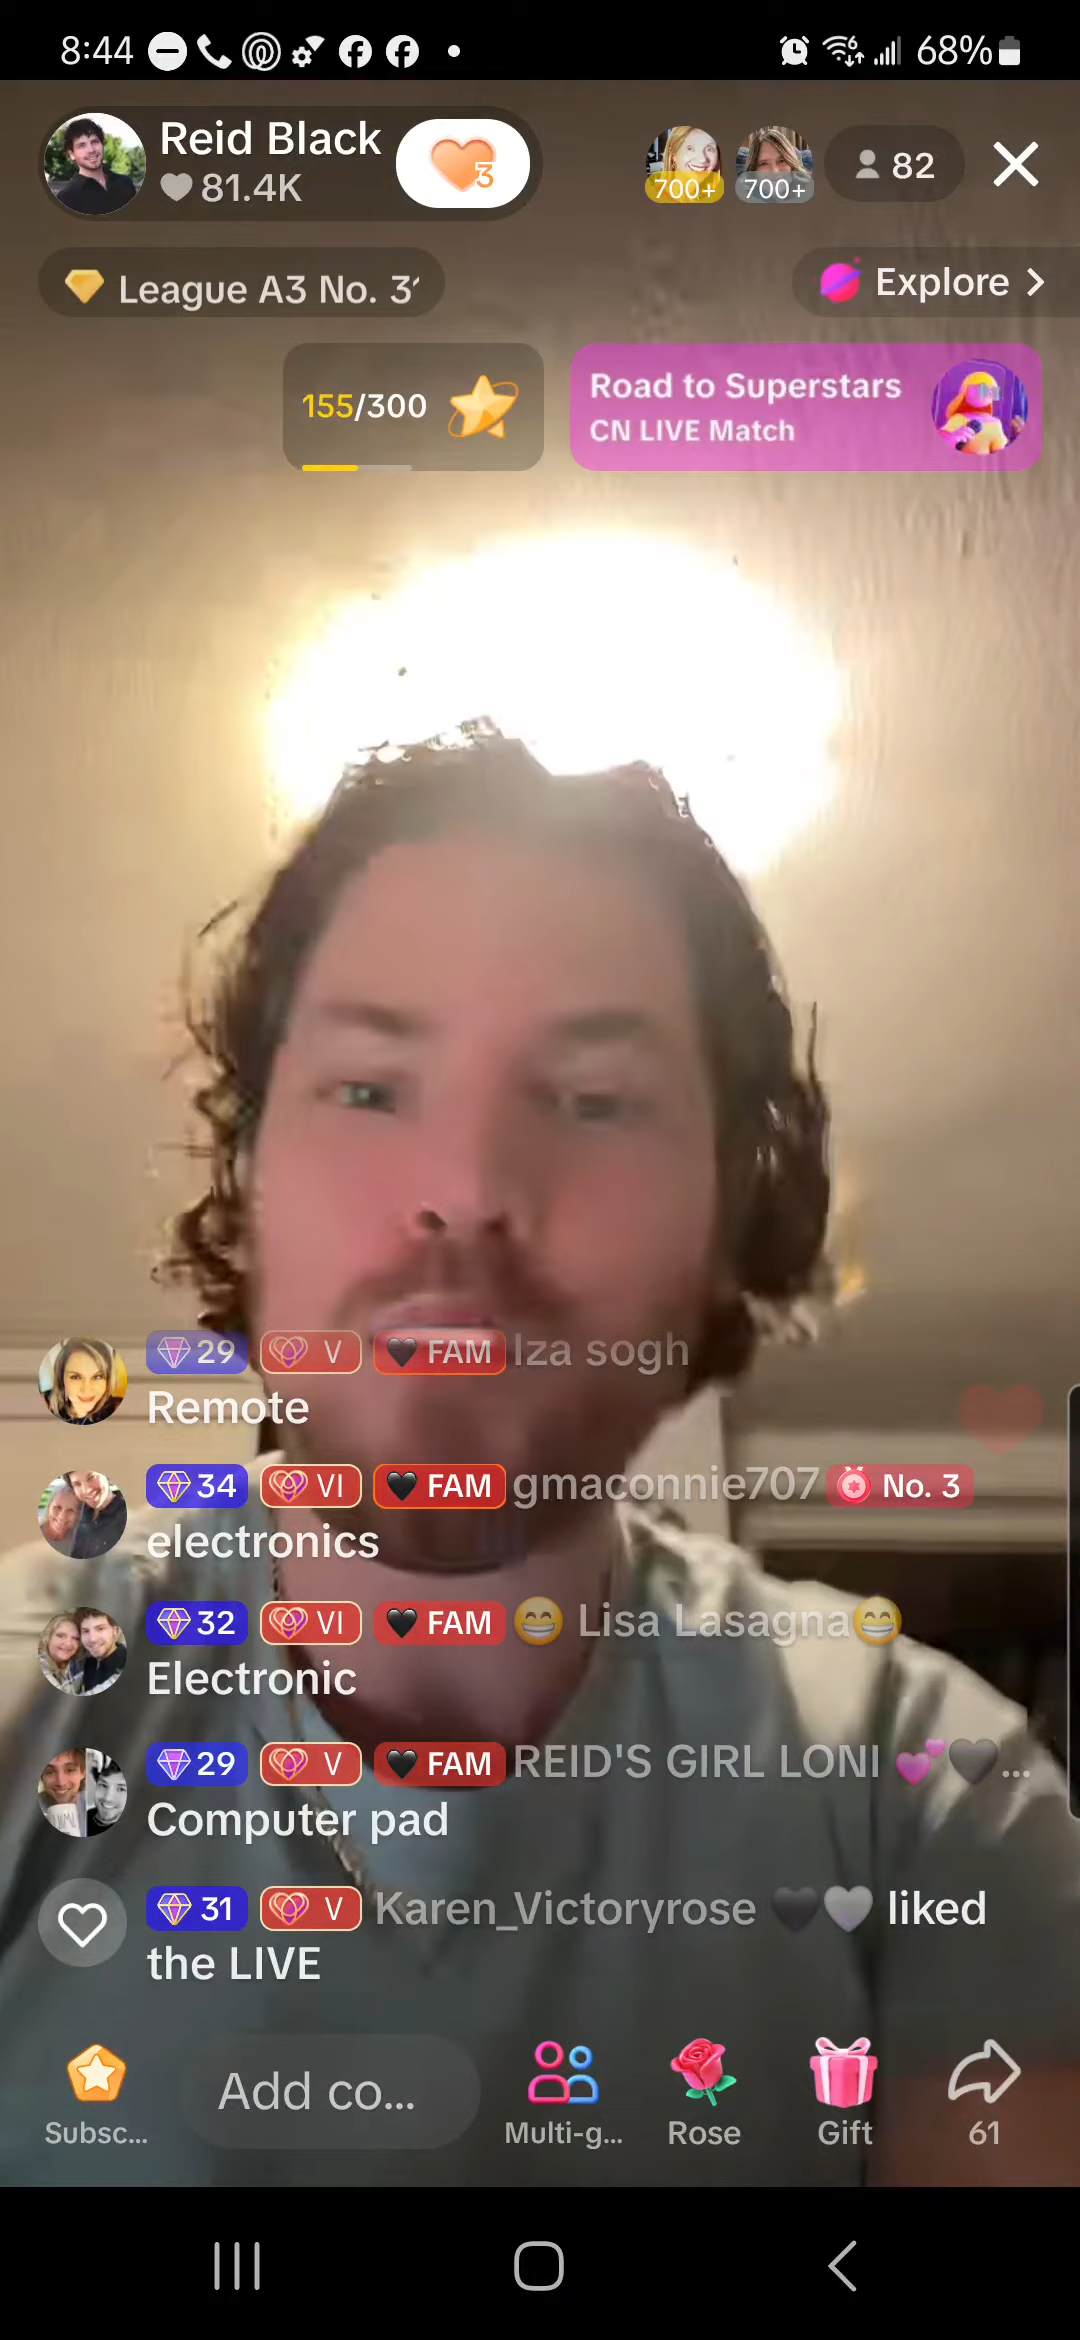 8:44 68%
Reid Black
81.4K
3
700+ 700+ 82
League A3 No. 3
Explore
155/300
Road to Superstars
CN LIVE Match
29 V FAM Iza sogh
Remote
34 VI FAM gmaconnie707 No. 3
electronics
32 VI FAM 😁 Lisa Lasagna😁
Electronic
29 V FAM REID'S GIRL LONI 💕🖤...
Computer pad
31 V Karen_Victoryrose 🖤🤍 liked
the LIVE
Subsc...
Add co...
Multi-g...
Rose
Gift
61